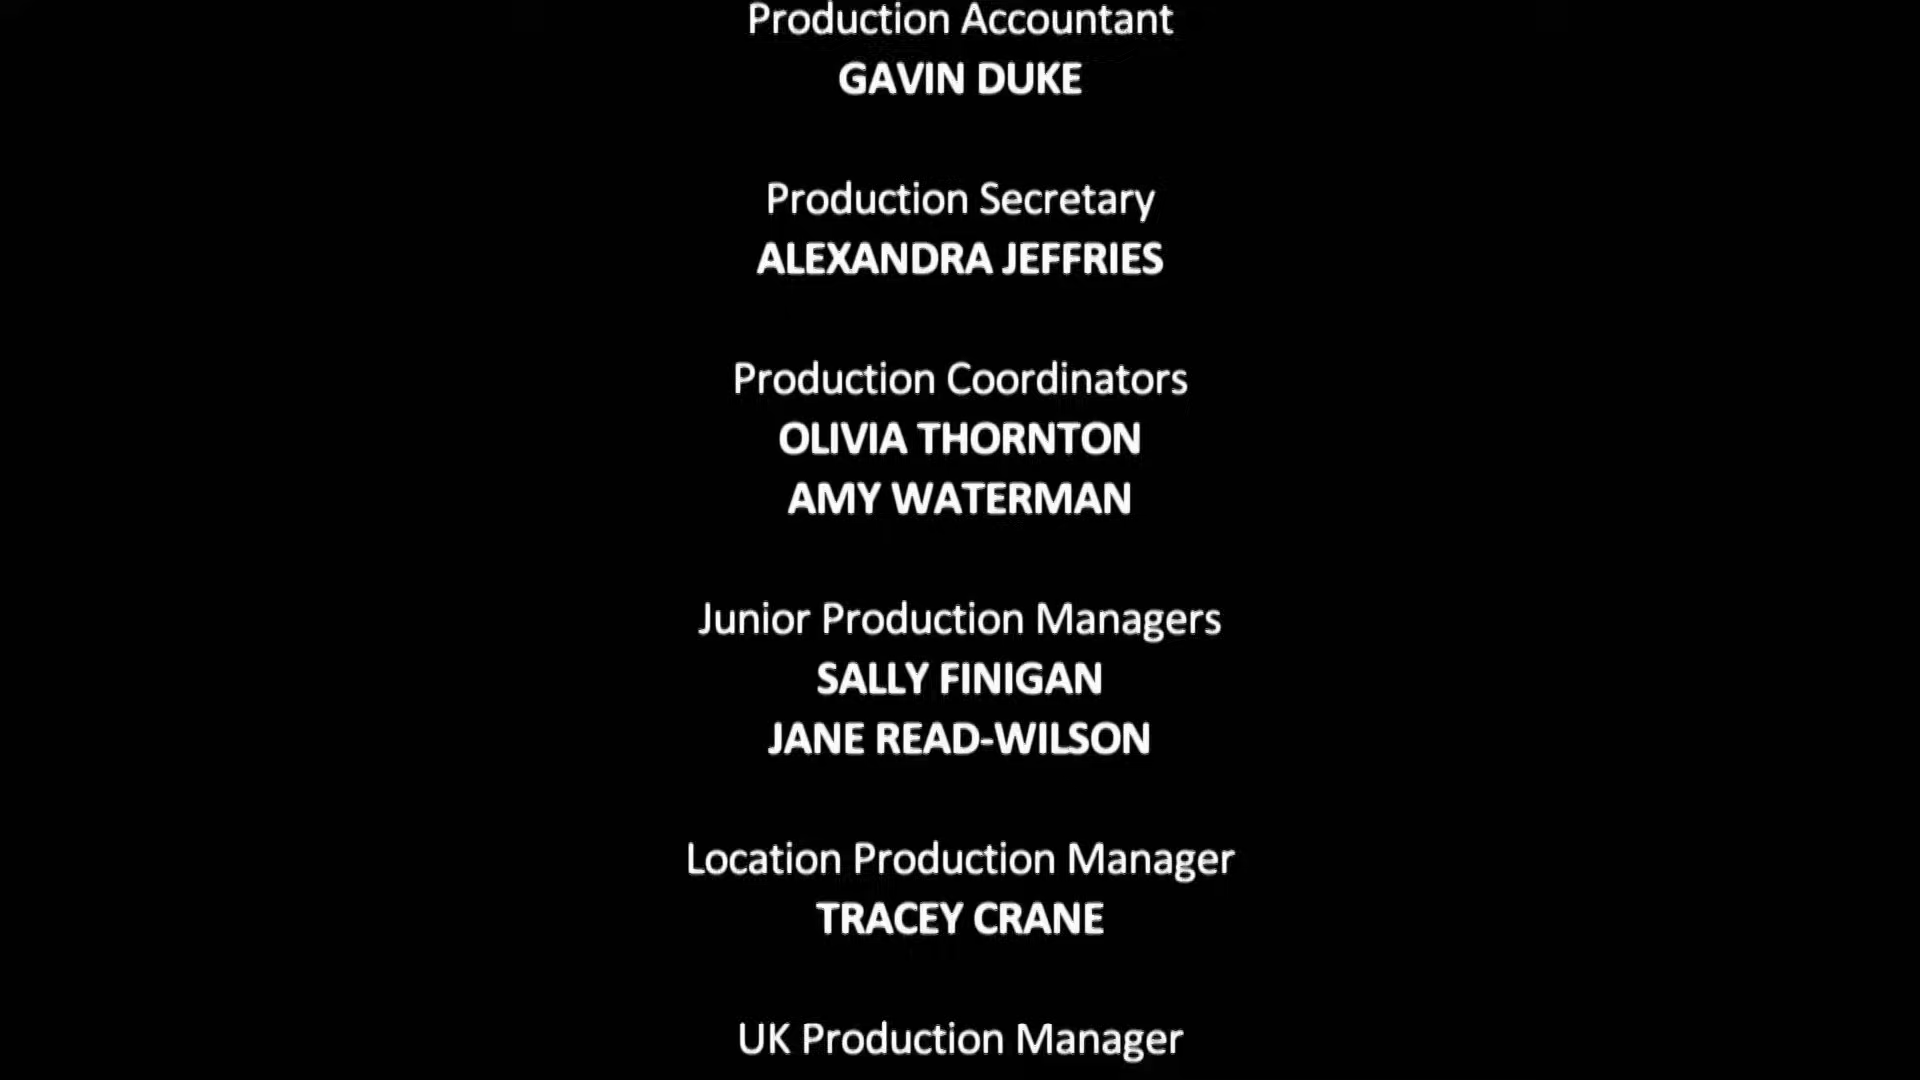 Production Accountant
GAVIN DUKE
Production Secretary
ALEXANDRA JEFFRIES
Production Coordinators
OLIVIA THORNTON
AMY WATERMAN
Junior Production Managers
SALLY FINIGAN
JANE READ-WILSON
Location Production Manager
TRACEY CRANE
UK Production Manager